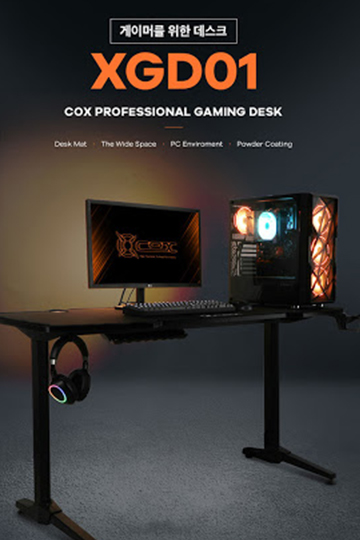 게이머를 위한 데스크
XGD01
COX PROFESSIONAL GAMING DESK
Desk Mat · The Wide Space · PC Enviroment · Powder Coating
COX